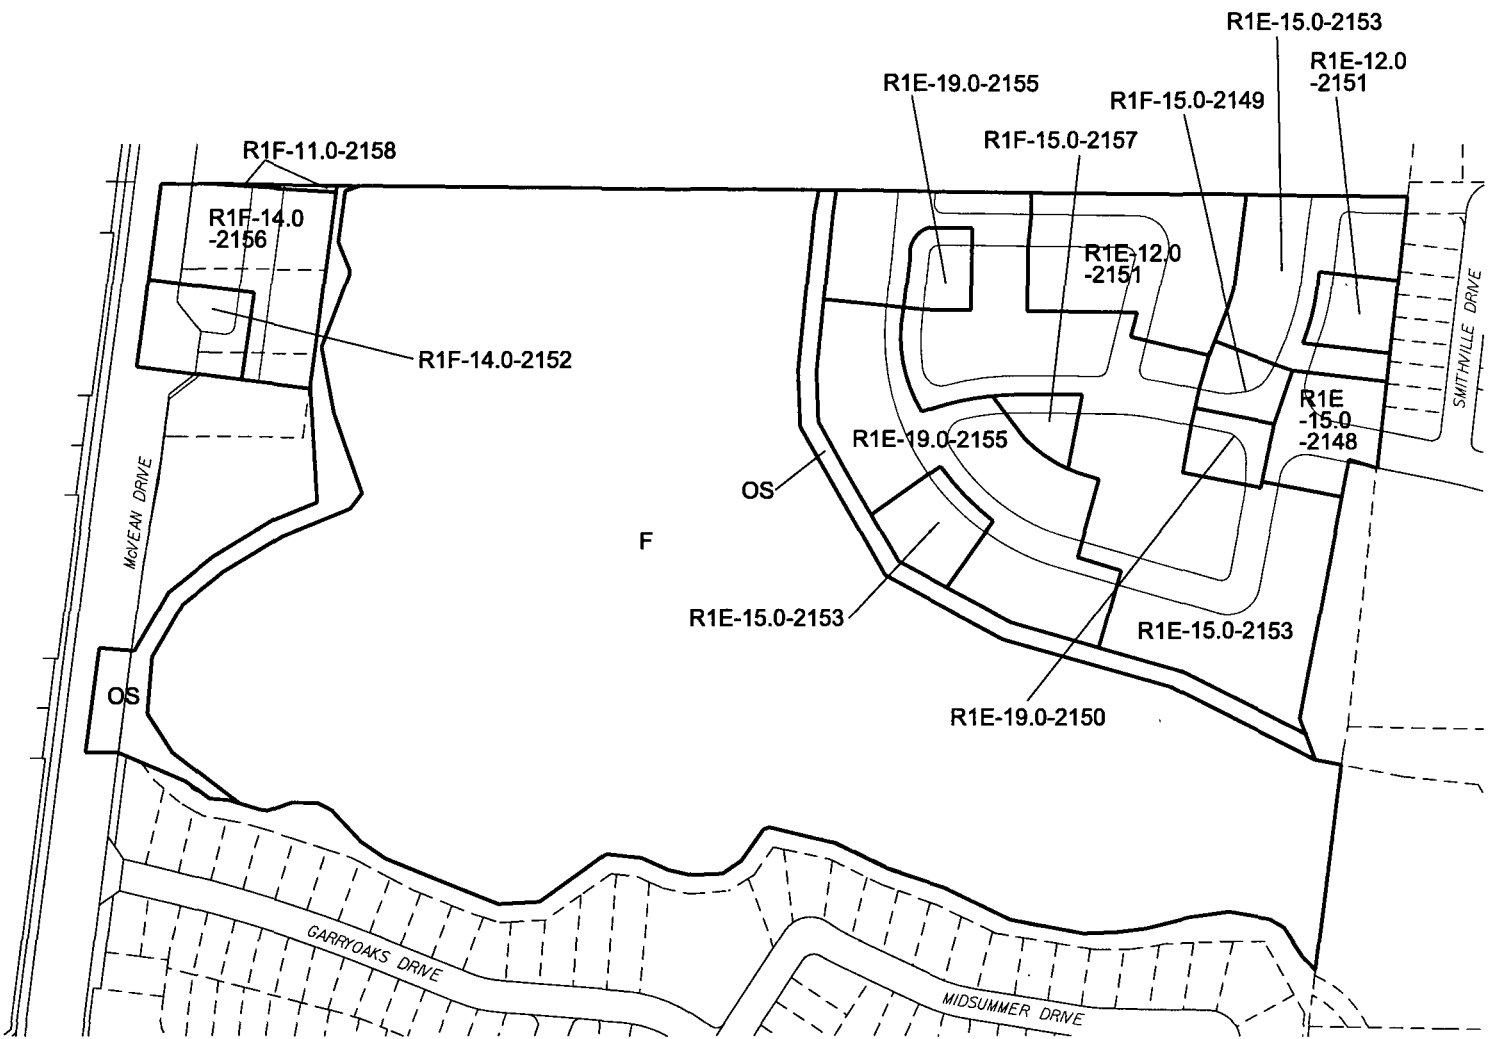 R1E-15.0-2153
R1E-12.0
-2151
R1E-19.0-2155
R1F-15.0-2149
R1F-15.0-2157
R1F-11.0-2158
R1F-14.0
-2156
R1E-12.0
-2151
R1F-14.0-2152
SMITHVILLE DRIVE
R1E
-15.0
-2148
R1E-19.0-2155
OS
McVEAN DRIVE
F
R1E-15.0-2153
R1E-15.0-2153
OS
R1E-19.0-2150
GARRYOAKS DRIVE
MIDSUMMER DRIVE